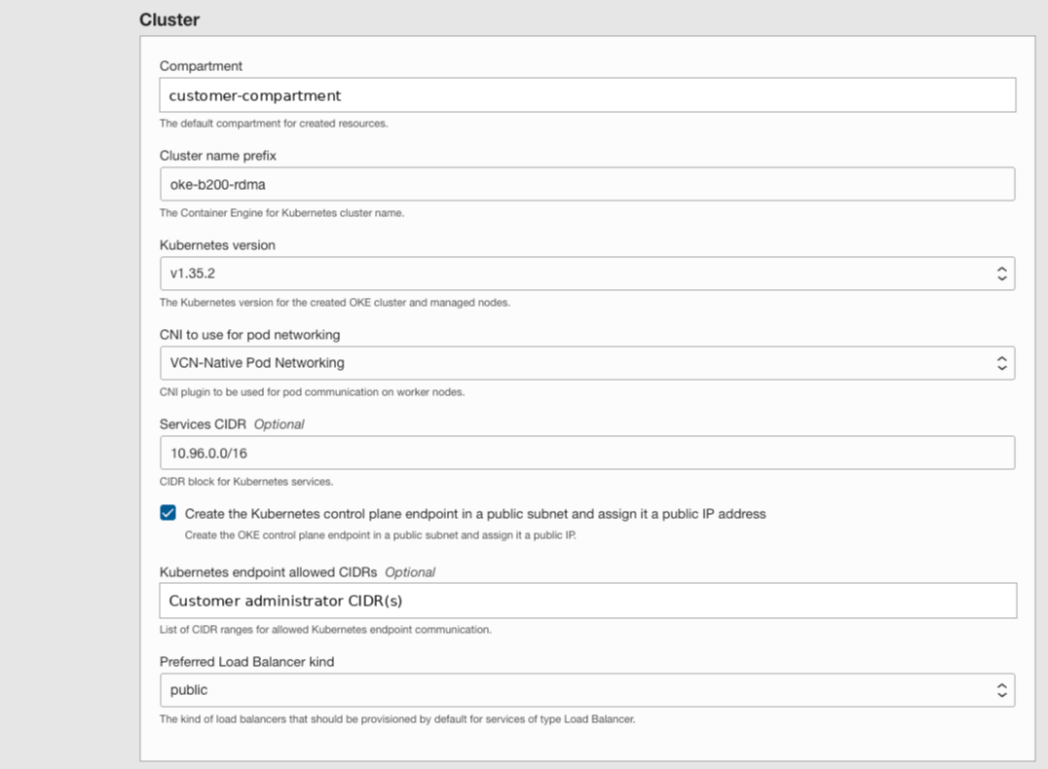 Cluster
Compartment
customer-compartment
The default compartment for created resources.
Cluster name prefix
oke-b200-rdma
The Container Engine for Kubernetes cluster name.
Kubernetes version
v1.35.2
The Kubernetes version for the created OKE cluster and managed nodes.
CNI to use for pod networking
VCN-Native Pod Networking
CNI plugin to be used for pod communication on worker nodes.
Services CIDR Optional
10.96.0.0/16
CIDR block for Kubernetes services.
Create the Kubernetes control plane endpoint in a public subnet and assign it a public IP address
Create the OKE control plane endpoint in a public subnet and assign it a public IP.
Kubernetes endpoint allowed CIDRs Optional
Customer administrator CIDR(s)
List of CIDR ranges for allowed Kubernetes endpoint communication.
Preferred Load Balancer kind
public
The kind of load balancers that should be provisioned by default for services of type Load Balancer.